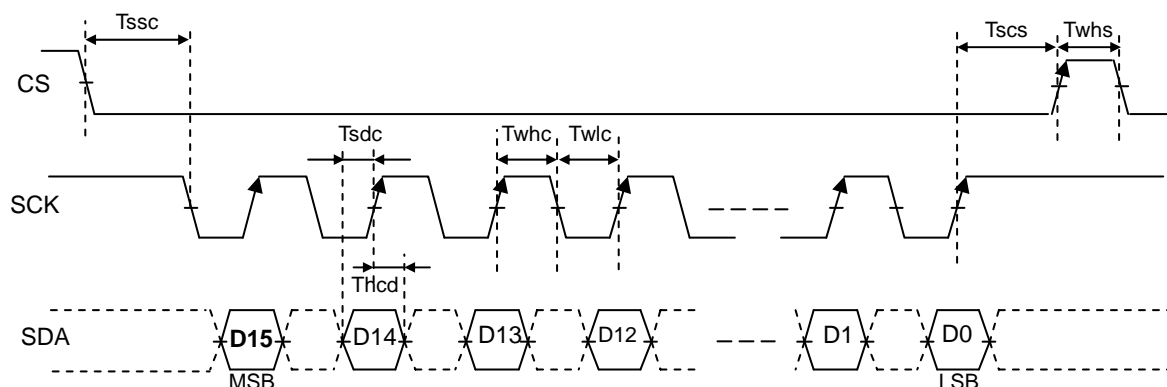 Tssc
Tscs
Twhs
CS
Tsdc
Twhc
Twlc
SCK
Thcd
SDA
D15
D14
D13
D12
D1
D0
MSB
LSB